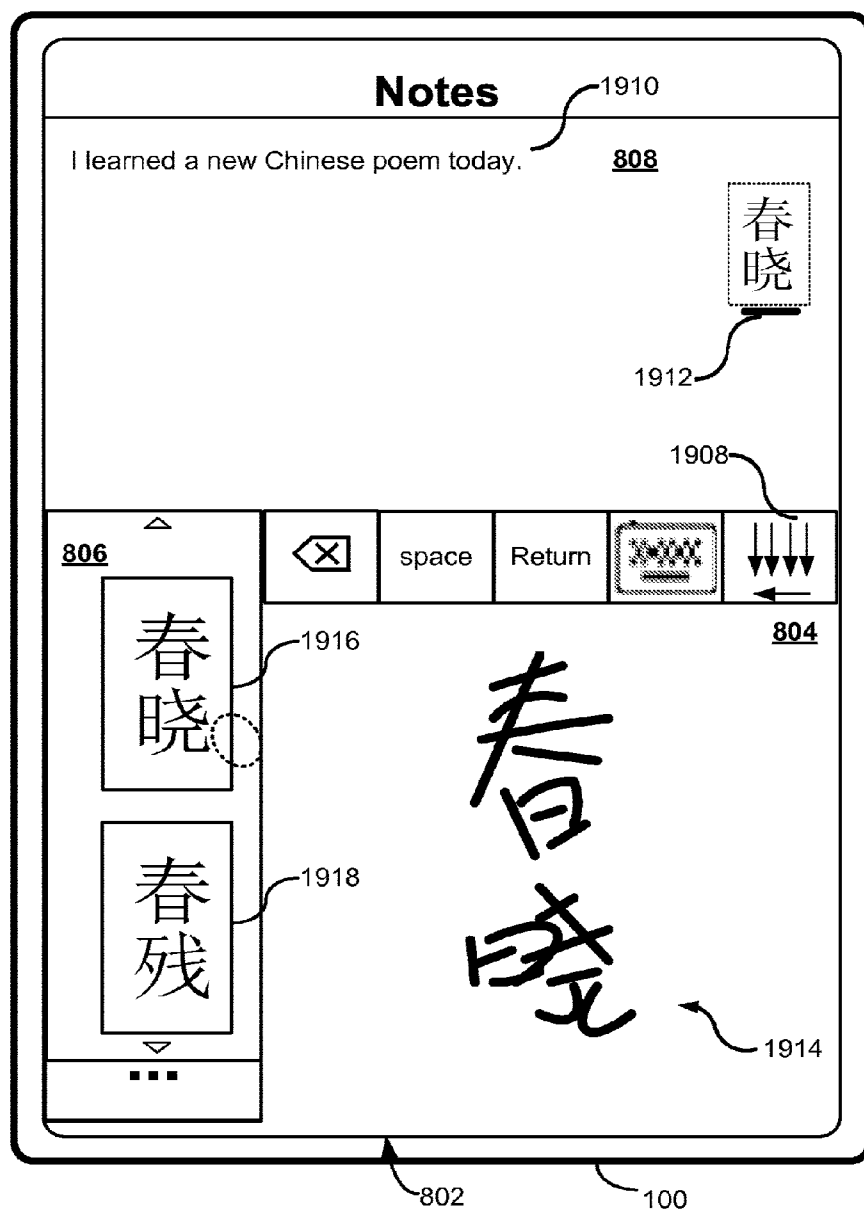 Notes
1910
I learned a new Chinese poem today.
808
春
晓
1912
1908
806
space
Return
804
春
晓
1916
春
晓
春
残
1918
1914
802
100